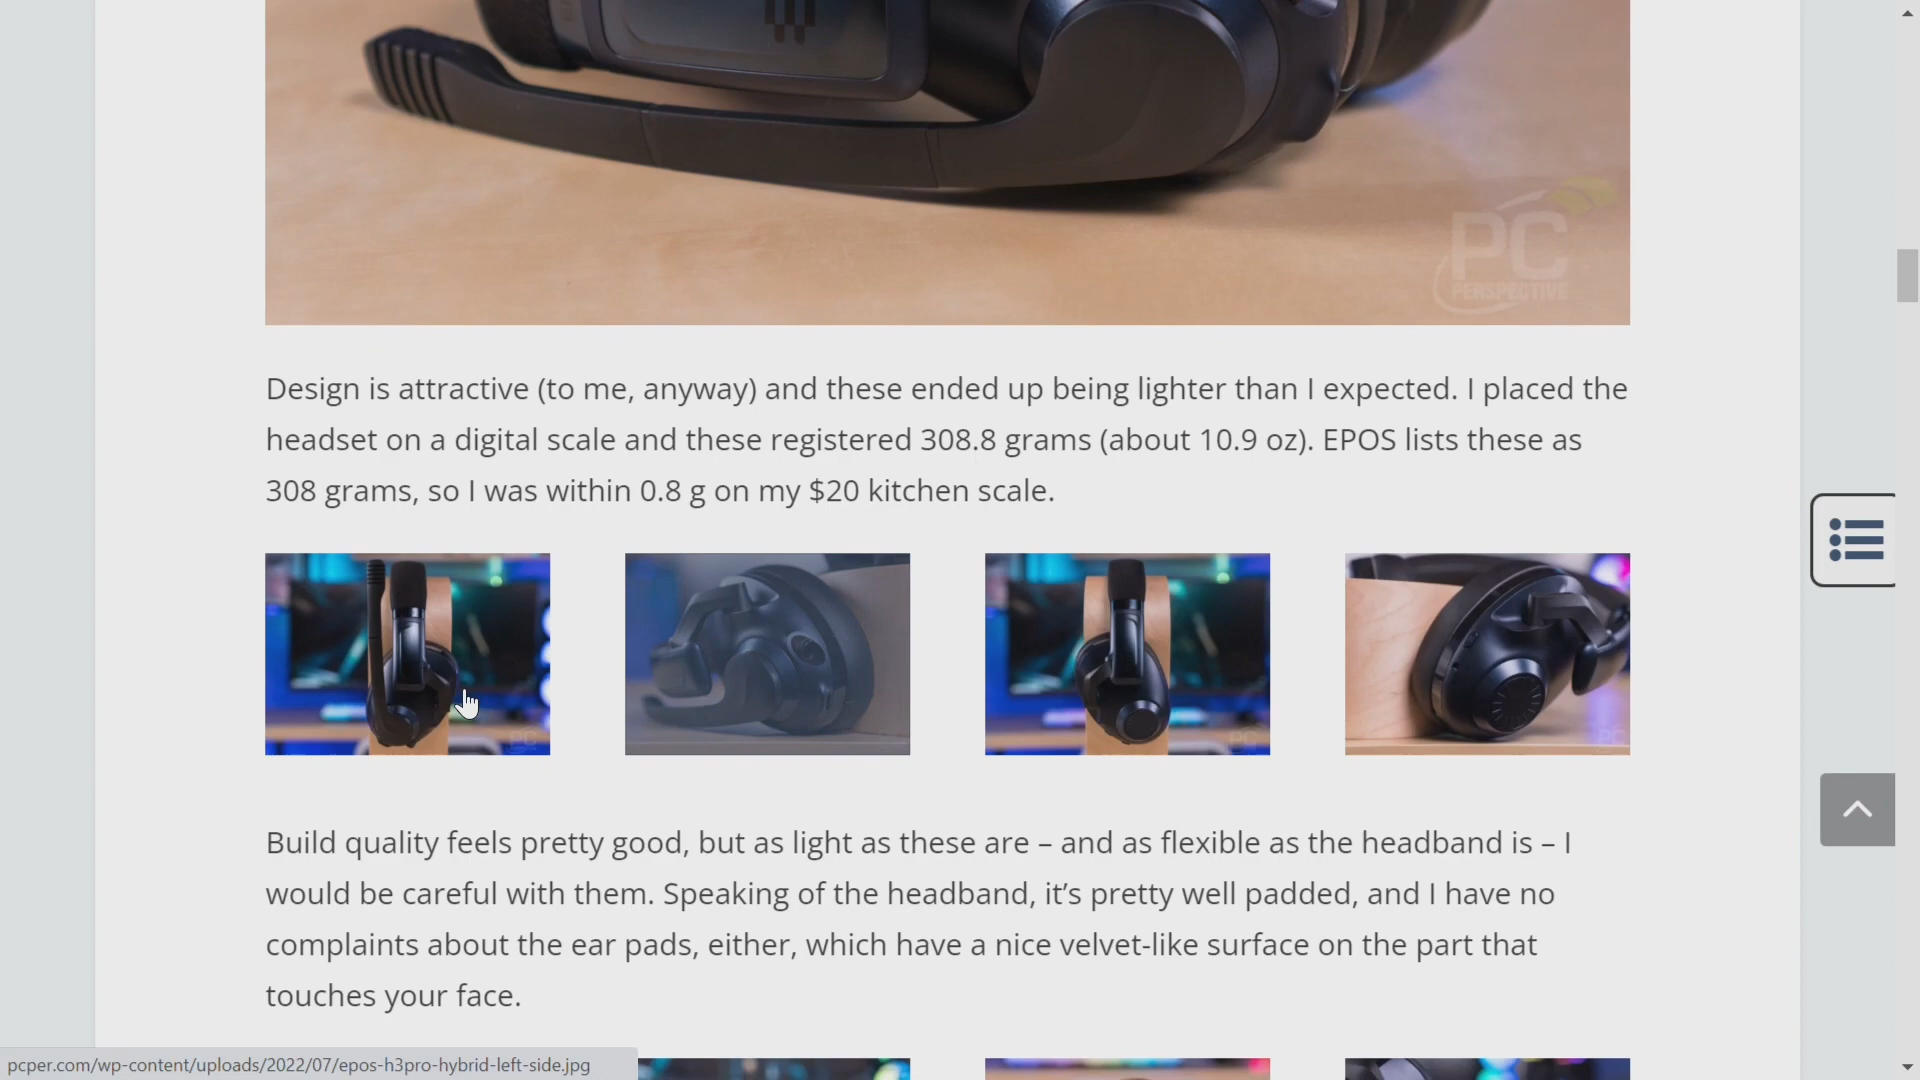 PC
PERSPECTIVE
Design is attractive (to me, anyway) and these ended up being lighter than I expected. I placed the
headset on a digital scale and these registered 308.8 grams (about 10.9 oz). EPOS lists these as
308 grams, so I was within 0.8 g on my $20 kitchen scale.
PC
PC
PC
Build quality feels pretty good, but as light as these are – and as flexible as the headband is – I
would be careful with them. Speaking of the headband, it’s pretty well padded, and I have no
complaints about the ear pads, either, which have a nice velvet-like surface on the part that
touches your face.
pcper.com/wp-content/uploads/2022/07/epos-h3pro-hybrid-left-side.jpg